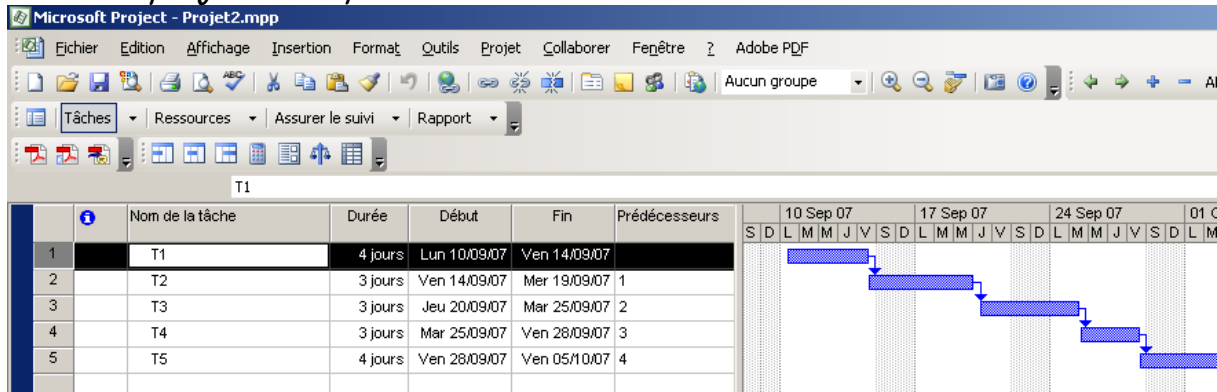 Microsoft Project - Projet2.mpp
Fichier Edition Affichage Insertion Format Outils Projet Collaborer Fenêtre ? Adobe PDF
ABC Aucun groupe
Tâches Ressources Assurer le suivi Rapport
T1
Nom de la tâche Durée Début Fin Prédécesseurs 10 Sep 07 17 Sep 07 24 Sep 07 01
S D L M M J V S D L M M J V S D L M M J V S D L M
1 T1 4 jours Lun 10/09/07 Ven 14/09/07
2 T2 3 jours Ven 14/09/07 Mer 19/09/07 1
3 T3 3 jours Jeu 20/09/07 Mar 25/09/07 2
4 T4 3 jours Mar 25/09/07 Ven 28/09/07 3
5 T5 4 jours Ven 28/09/07 Ven 05/10/07 4